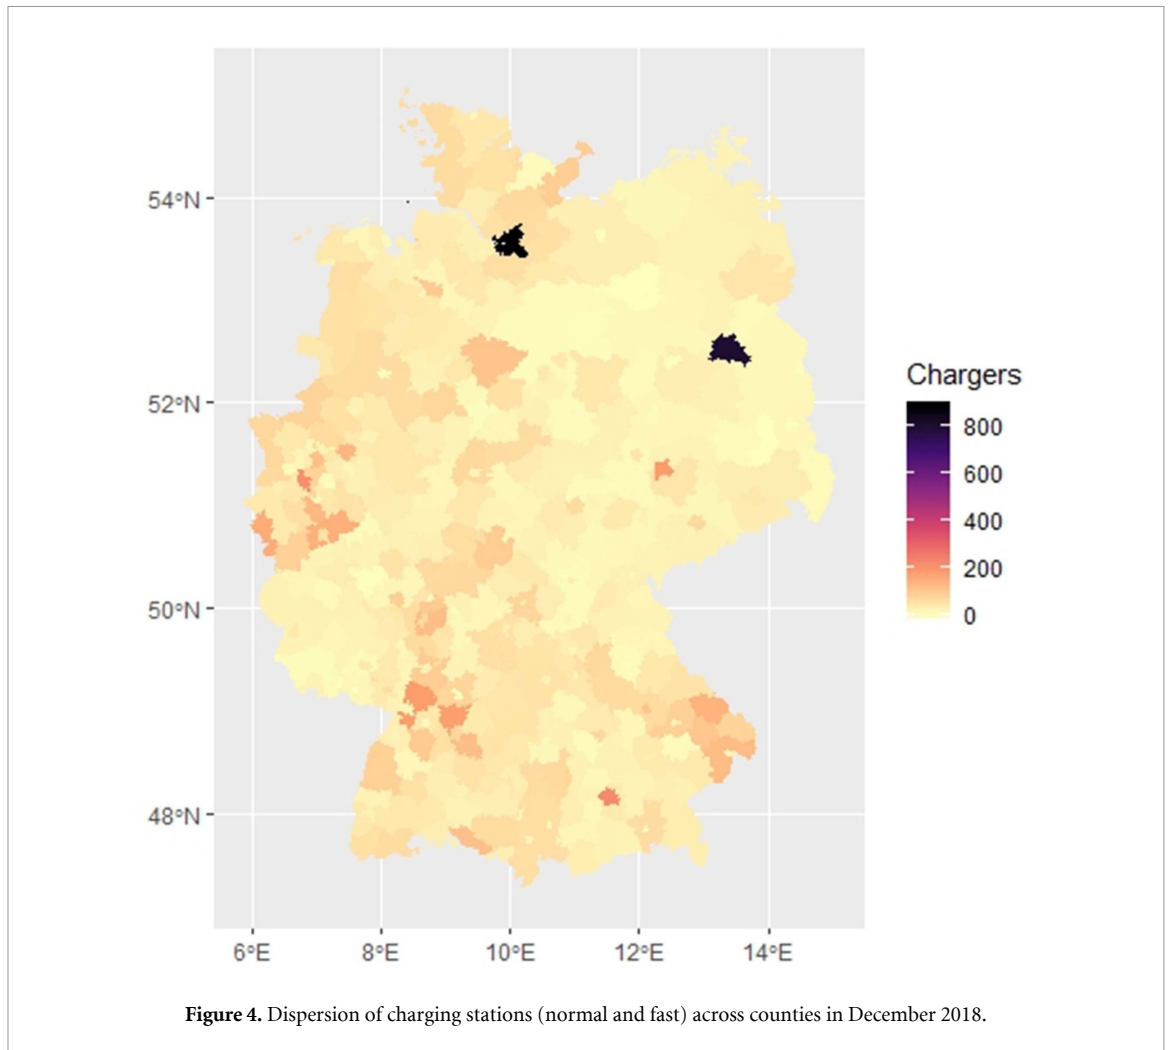 54°N
52°N
50°N
48°N
6°E 8°E 10°E 12°E 14°E
Chargers
800
600
400
200
0
Figure 4. Dispersion of charging stations (normal and fast) across counties in December 2018.